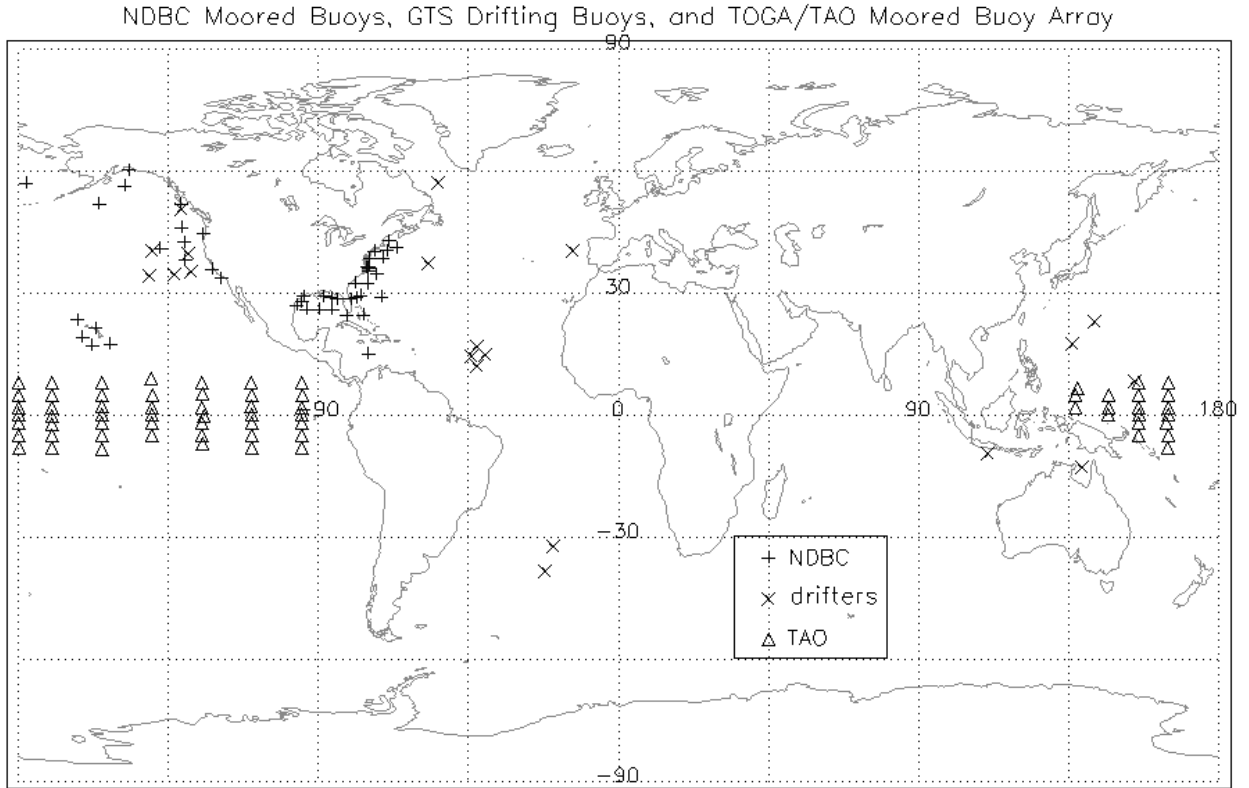 NDBC Moored Buoys, GTS Drifting Buoys, and TOGA/TAO Moored Buoy Array
90
30
-90 0 90 180
-30
NDBC
drifters
TAO
-90